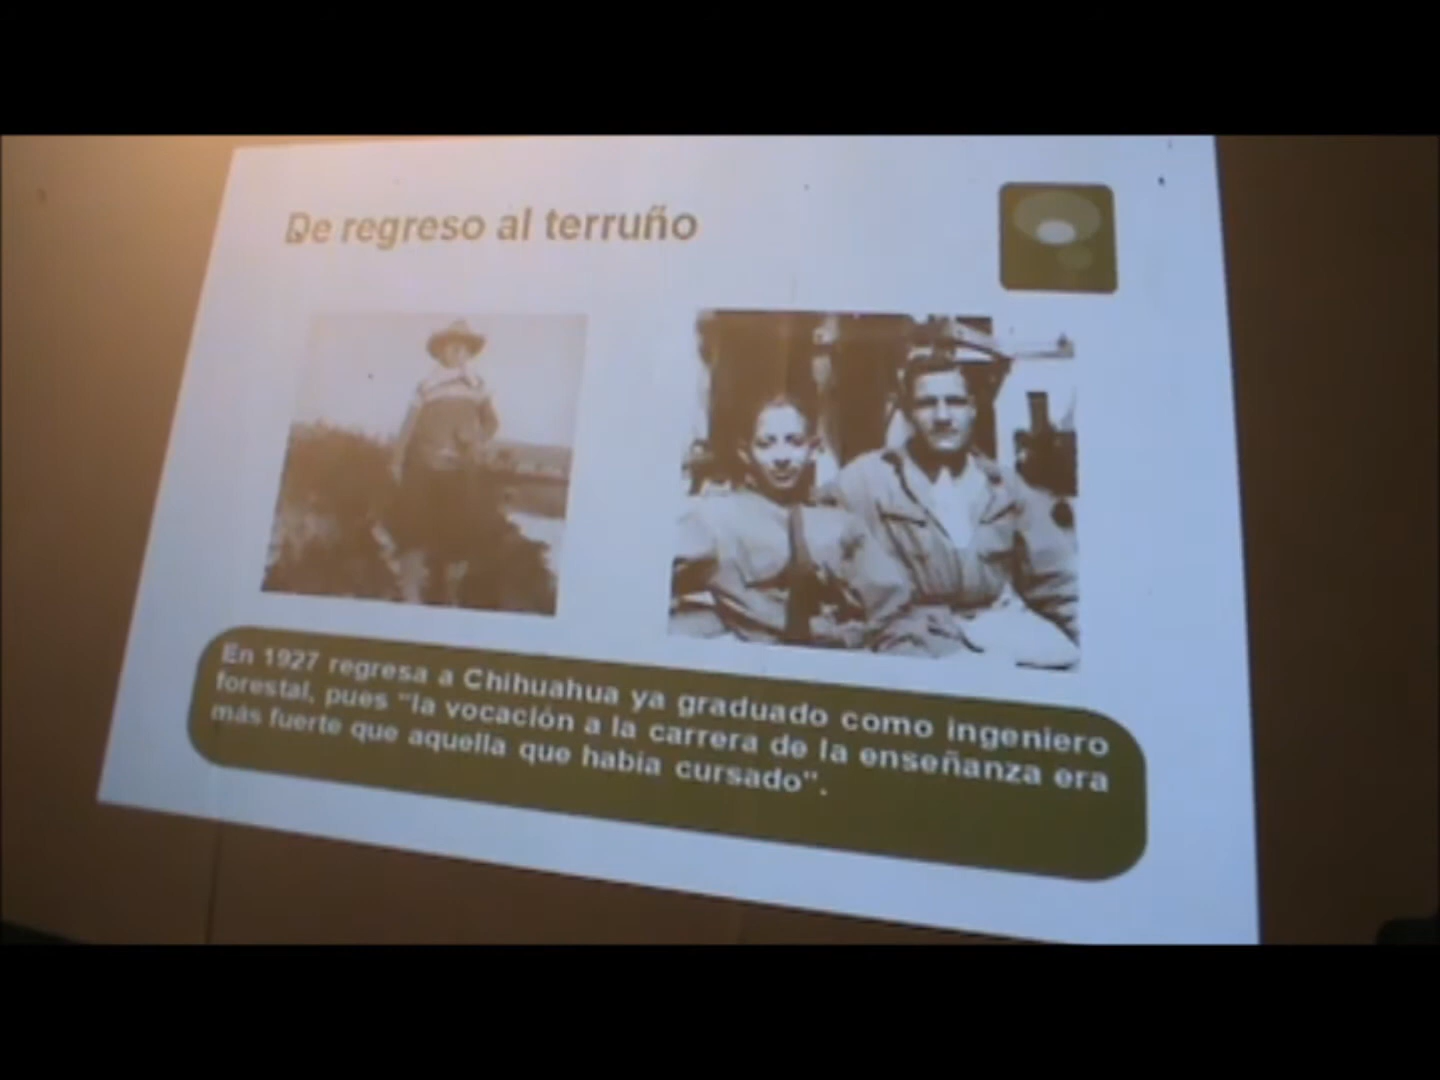 De regreso al terruño
En 1927 regresa a Chihuahua ya graduado como ingeniero
forestal, pues "la vocación a la carrera de la enseñanza era
más fuerte que aquella que había cursado".